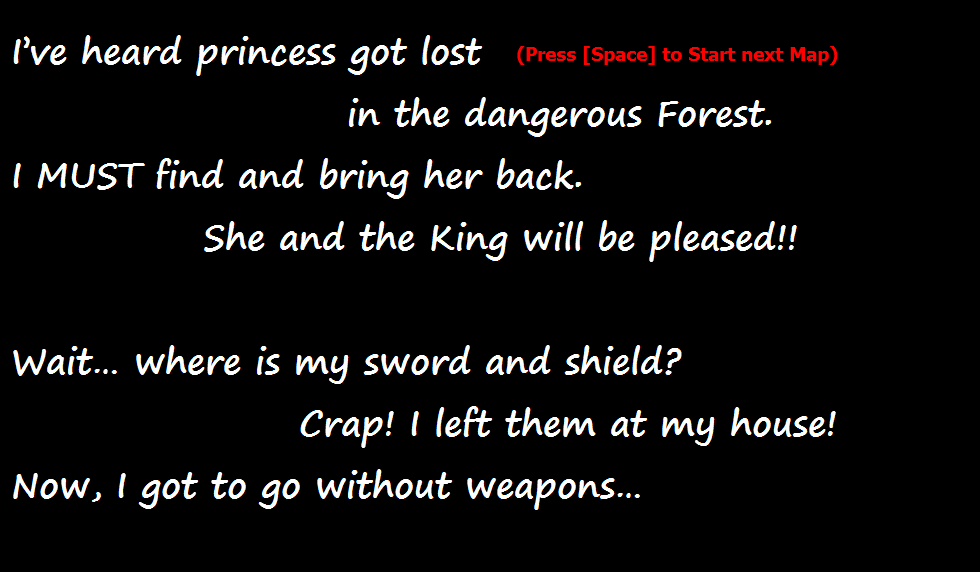 I've heard princess got lost (Press [Space] to Start next Map)
in the dangerous Forest.
I MUST find and bring her back.
She and the King will be pleased!!
Wait... where is my sword and shield?
Crap! I left them at my house!
Now, I got to go without weapons...